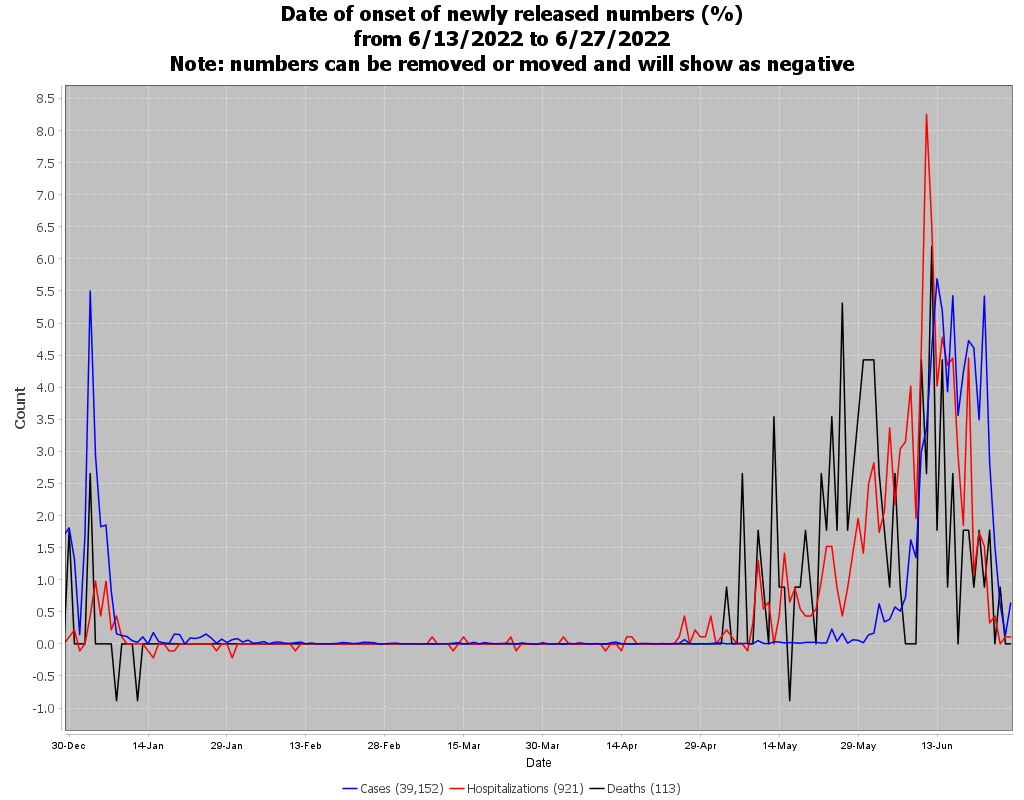 Date of onset of newly released numbers (%)
from 6/13/2022 to 6/27/2022
Note: numbers can be removed or moved and will show as negative
8.5
8.0
7.5
7.0
6.5
6.0
5.5
5.0
4.5
4.0
3.5
3.0
2.5
2.0
1.5
1.0
0.5
0.0
-0.5
-1.0
Count
30-Dec 14-Jan 29-Jan 13-Feb 28-Feb 15-Mar 30-Mar 14-Apr 29-Apr 14-May 29-May 13-Jun
Date
Cases (39,152) Hospitalizations (921) Deaths (113)